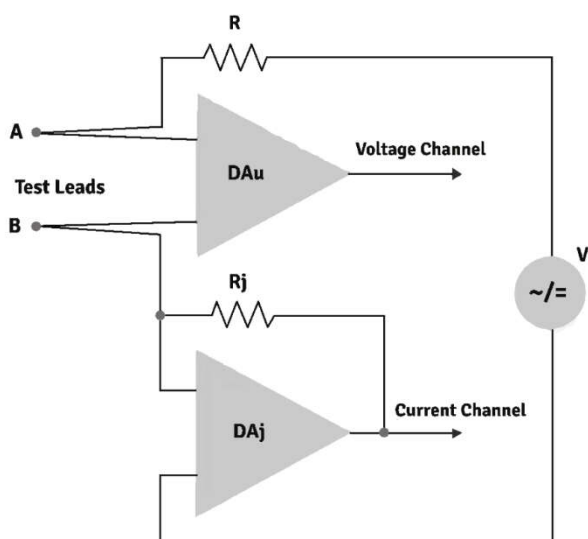 R
A
Voltage Channel
DAu
Test Leads
B
V
Rj
~/=
Current Channel
DAj